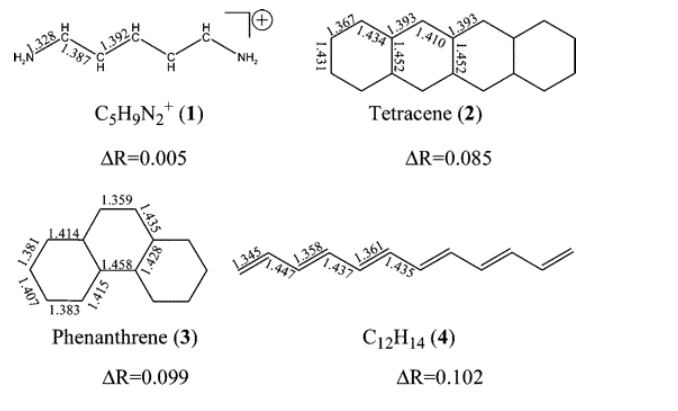 H H
1.328 C 1.392 C C
H₂N 1.387 C C NH₂
H H H
C₅H₉N₂⁺ (1)
ΔR=0.005
1.367 1.393 1.393
1.434 1.410
1.431 1.452 1.452
Tetracene (2)
ΔR=0.085
1.359
1.435
1.414
1.381 1.458 1.428
1.407 1.415
1.383
Phenanthrene (3)
ΔR=0.099
1.345 1.358 1.361
1.447 1.437 1.435
C₁₂H₁₄ (4)
ΔR=0.102